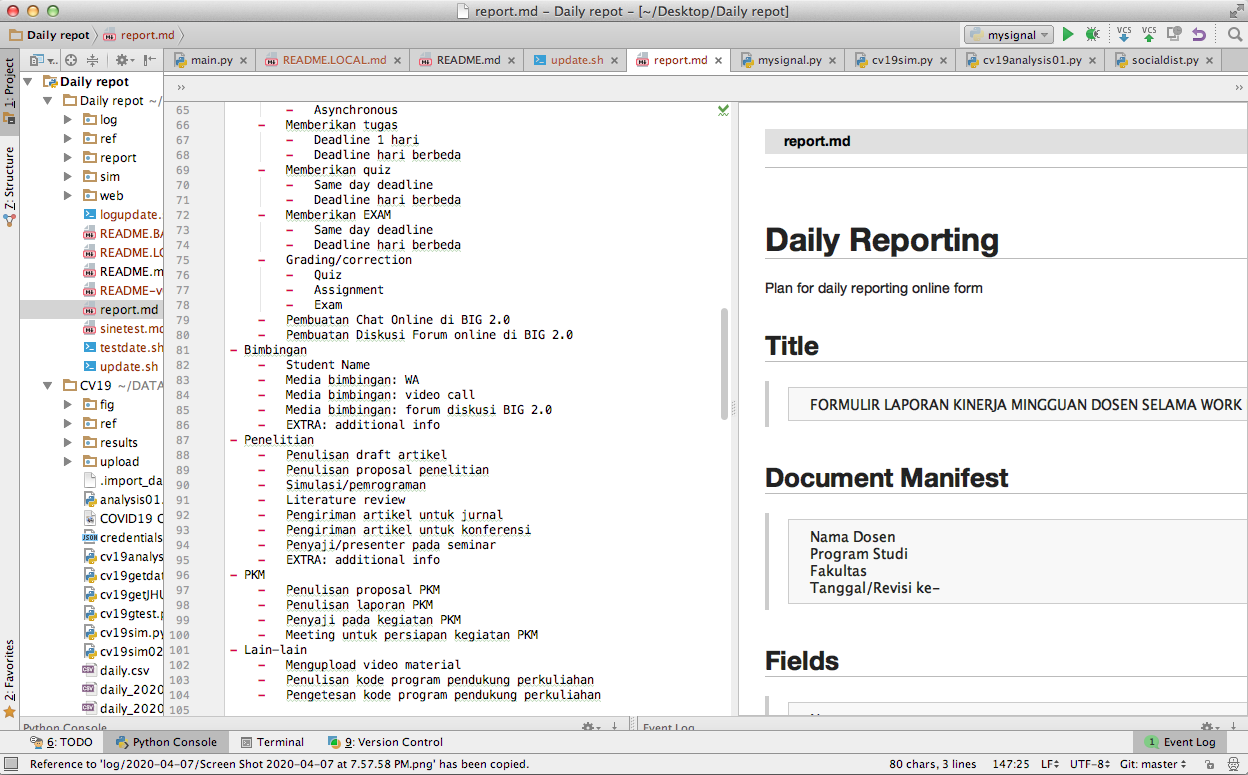 report.md – Daily repot – [~/Desktop/Daily repot]
Daily repot
report.md
mysignal
VCS
VCS
main.py
README.LOCAL.md
README.md
update.sh
report.md
mysignal.py
cv19sim.py
cv19analysis01.py
socialdist.py
1: Project
Z: Structure
2: Favorites
Daily repot
Daily repot ~/
log
ref
report
sim
web
logupdate.
README.BA
README.LO
README.m
README-v
report.md
sinetest.md
testdate.sh
update.sh
CV19 ~/DATA
fig
ref
results
upload
.import_da
analysis01.
COVID19 C
credentials
cv19analys
cv19getdat
cv19getJHU
cv19gtest.p
cv19sim.py
cv19sim02
daily.csv
daily_2020
daily_2020
65 – Asynchronous
66 – Memberikan tugas
67 – Deadline 1 hari
68 – Deadline hari berbeda
69 – Memberikan quiz
70 – Same day deadline
71 – Deadline hari berbeda
72 – Memberikan EXAM
73 – Same day deadline
74 – Deadline hari berbeda
75 – Grading/correction
76 – Quiz
77 – Assignment
78 – Exam
79 – Pembuatan Chat Online di BIG 2.0
80 – Pembuatan Diskusi Forum online di BIG 2.0
81 – Bimbingan
82 – Student Name
83 – Media bimbingan: WA
84 – Media bimbingan: video call
85 – Media bimbingan: forum diskusi BIG 2.0
86 – EXTRA: additional info
87 – Penelitian
88 – Penulisan draft artikel
89 – Penulisan proposal penelitian
90 – Simulasi/pemrograman
91 – Literature review
92 – Pengiriman artikel untuk jurnal
93 – Pengiriman artikel untuk konferensi
94 – Penyaji/presenter pada seminar
95 – EXTRA: additional info
96 – PKM
97 – Penulisan proposal PKM
98 – Penulisan laporan PKM
99 – Penyaji pada kegiatan PKM
100 – Meeting untuk persiapan kegiatan PKM
101 – Lain-lain
102 – Mengupload video material
103 – Penulisan kode program pendukung perkuliahan
104 – Pengetesan kode program pendukung perkuliahan
105
report.md
Daily Reporting
Plan for daily reporting online form
Title
FORMULIR LAPORAN KINERJA MINGGUAN DOSEN SELAMA WORK
Document Manifest
Nama Dosen
Program Studi
Fakultas
Tanggal/Revisi ke-
Fields
Python Console
Event Log
6: TODO
Python Console
Terminal
9: Version Control
1 Event Log
Reference to 'log/2020-04-07/Screen Shot 2020-04-07 at 7.57.58 PM.png' has been copied.
80 chars, 3 lines
147:25
LF
UTF-8
Git: master